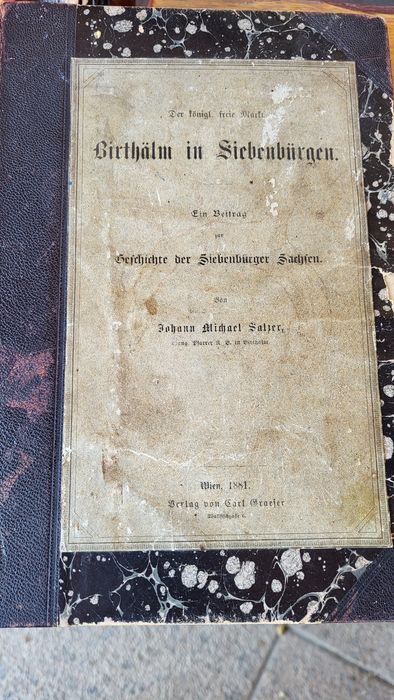 Der königl. freie Markt
Birthälm in Siebenbürgen.
Ein Beitrag
zur
Geschichte der Siebenbürger Sachsen.
Von
Johann Michael Salzer,
evang. Pfarrer A. B. in Birthälm.
Wien, 1881.
Verlag von Carl Graeser